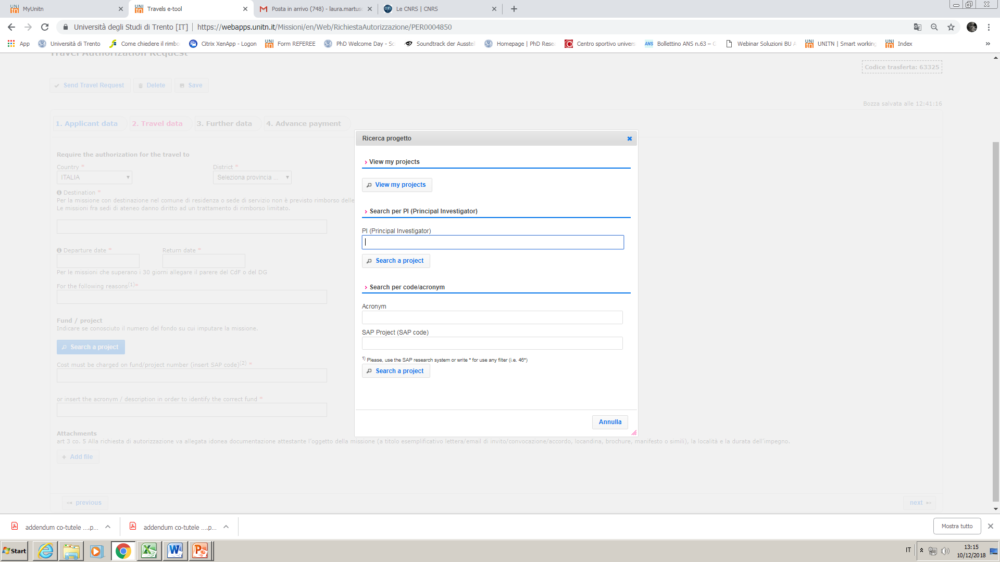 MyUnitn
Travels e-tool
Posta in arrivo (748) - laura.martusc
Le CNRS | CNRS
Università degli Studi di Trento [IT] | https://webapps.unitn.it/Missioni/en/Web/RichiestaAutorizzazione/PER0004850
App
Università di Trento
Come chiedere il rimbo
Citrix XenApp - Logon
Form REFEREE
PhD Welcome Day - Sc
Soundtrack der Ausstel
Homepage | PhD Rese
Centro sportivo univers
Bollettino ANS n.63 – G
Webinar Soluzioni BU A
UNITN | Smart working
Index
»
Travel Authorization Request
Codice trasferta: 63325
Send Travel Request
Delete
Save
Bozza salvata alle 12:41:16
1. Applicant data
2. Travel data
3. Further data
4. Advance payment
Require the authorization for the travel to
Country *
District *
ITALIA
Seleziona provincia ...
Destination *
Per la missione con destinazione nel comune di residenza o sede di servizio non è previsto rimborso delle
Le missioni fra sedi di ateneo danno diritto ad un trattamento di rimborso limitato.
Departure date *
Return date *
Per le missioni che superano i 30 giorni allegare il parere del CdF o del DG
For the following reasons(1)*
Fund / project
Indicare se conosciuto il numero del fondo su cui imputare la missione.
Search a project
Cost must be charged on fund/project number (insert SAP code)(2) *
or insert the acronym / description in order to identify the correct fund *
Attachments
art 3 co. 5 Alla richiesta di autorizzazione va allegata idonea documentazione attestante l'oggetto della missione (a titolo esemplificativo lettera/email di invito/convocazione/accordo, locandina, brochure, manifesto o simili), la località e la durata dell'impegno.
+ Add file
previous
next
Ricerca progetto
View my projects
View my projects
Search per PI (Principal Investigator)
PI (Principal Investigator)
Search a project
Search per code/acronym
Acronym
SAP Project (SAP code)
1) Please, use the SAP research system or write * for use any filter (i.e. 46*)
Search a project
Annulla
addendum co-tutele ....p...
addendum co-tutele ....p...
Mostra tutto
Start
IT
13:15
10/12/2018